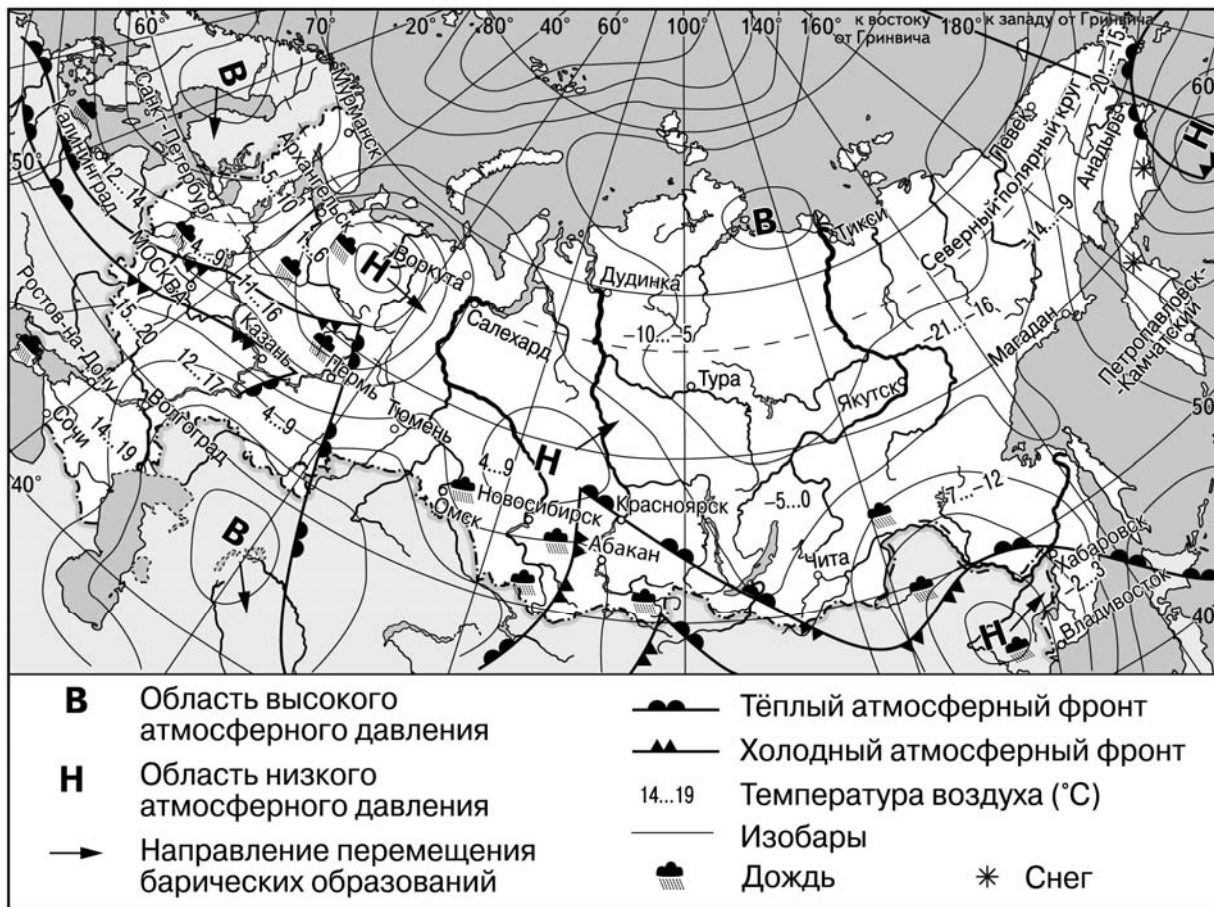 60°
70°
20°
80°
40
60
100°
140°
160°
к востоку
от Гринвича
180°
к западу от Гринвича
60
50°
40°
50
40°
В
Мурманск
Санкт-Петербург
Калининград
Архангельск
12...14
5...10
4...9
1...6
Н
Воркута
МОСКВА
11...16
Ростов-на-Дону
15...20
Казань
12...17
Пермь
Салехард
Дудинка
−10...−5
Тура
В
Тикси
Певек
Северный полярный круг
−20...−15
Анадырь
Н
−14...−9
−21...−16
Магадан
Петропавловск-
-Камчатский
Якутск
Сочи
14...19
Волгоград
4...9
Тюмень
4...9
Н
Новосибирск
Омск
Красноярск
Абакан
−5...0
−7...−12
Чита
Хабаровск
−2...3
Владивосток
Н
В
В
Область высокого
атмосферного давления
Н
Область низкого
атмосферного давления
Направление перемещения
барических образований
Тёплый атмосферный фронт
Холодный атмосферный фронт
14...19
Температура воздуха (°С)
Изобары
Дождь
Снег